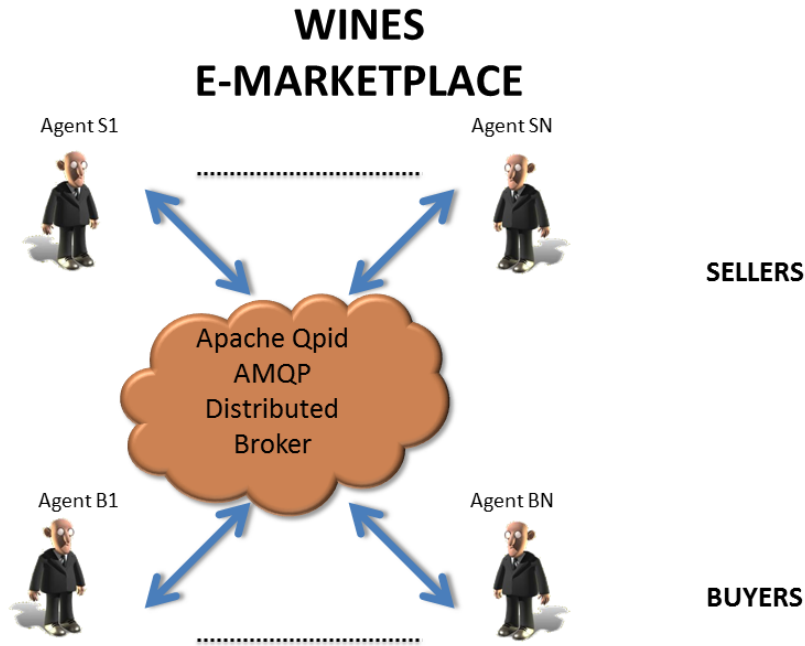 WINES
E-MARKETPLACE
Agent S1
Agent SN
SELLERS
Apache Qpid
AMQP
Distributed
Broker
Agent B1
Agent BN
BUYERS